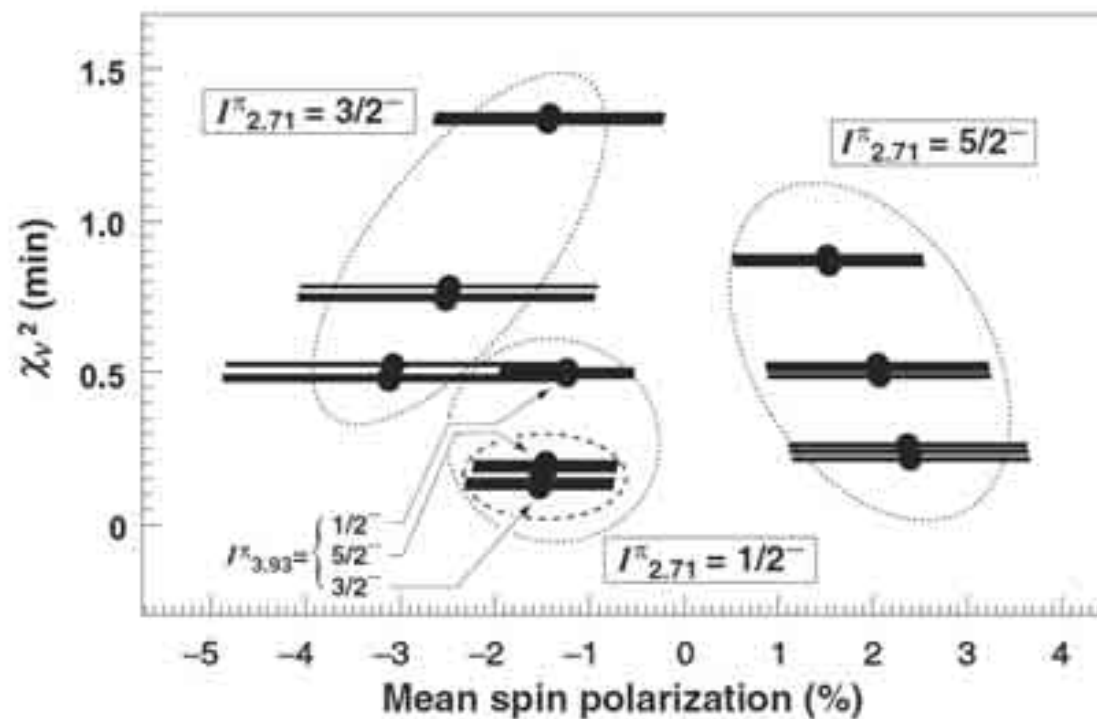 1.5
1.0
0.5
0
χν² (min)
Iπ2.71 = 3/2−
Iπ2.71 = 5/2−
Iπ2.71 = 1/2−
Iπ3.93= {
1/2−
5/2−
3/2−
−5 −4 −3 −2 −1 0 1 2 3 4
Mean spin polarization (%)